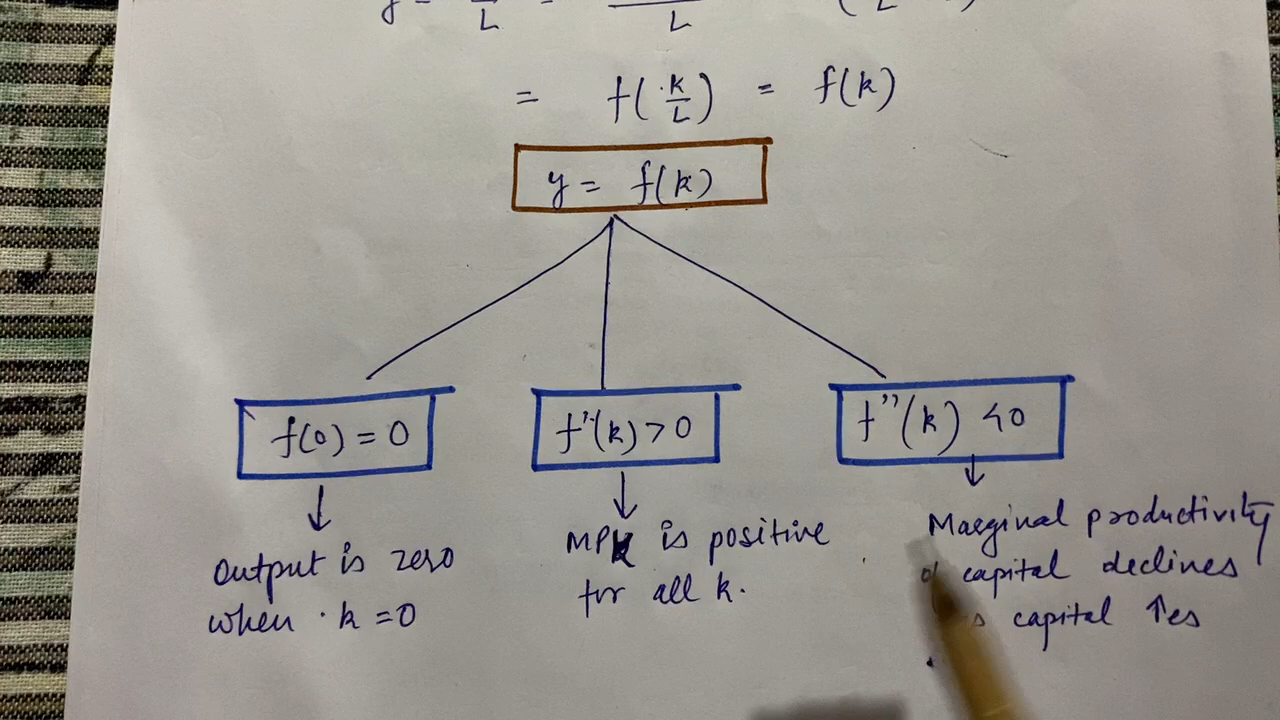 = f(K/L) = f(k)
y = f(k)
f(0) = 0
f'(k) > 0
f''(k) < 0
Output is zero
when k = 0
MPK is positive
for all k.
Marginal productivity
capital declines
capital ↑es